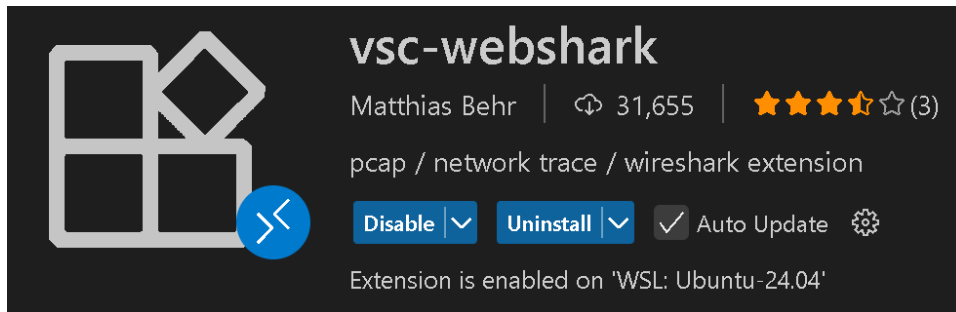 vsc-webshark
Matthias Behr 31,655 (3)
pcap / network trace / wireshark extension
Disable Uninstall Auto Update
Extension is enabled on 'WSL: Ubuntu-24.04'